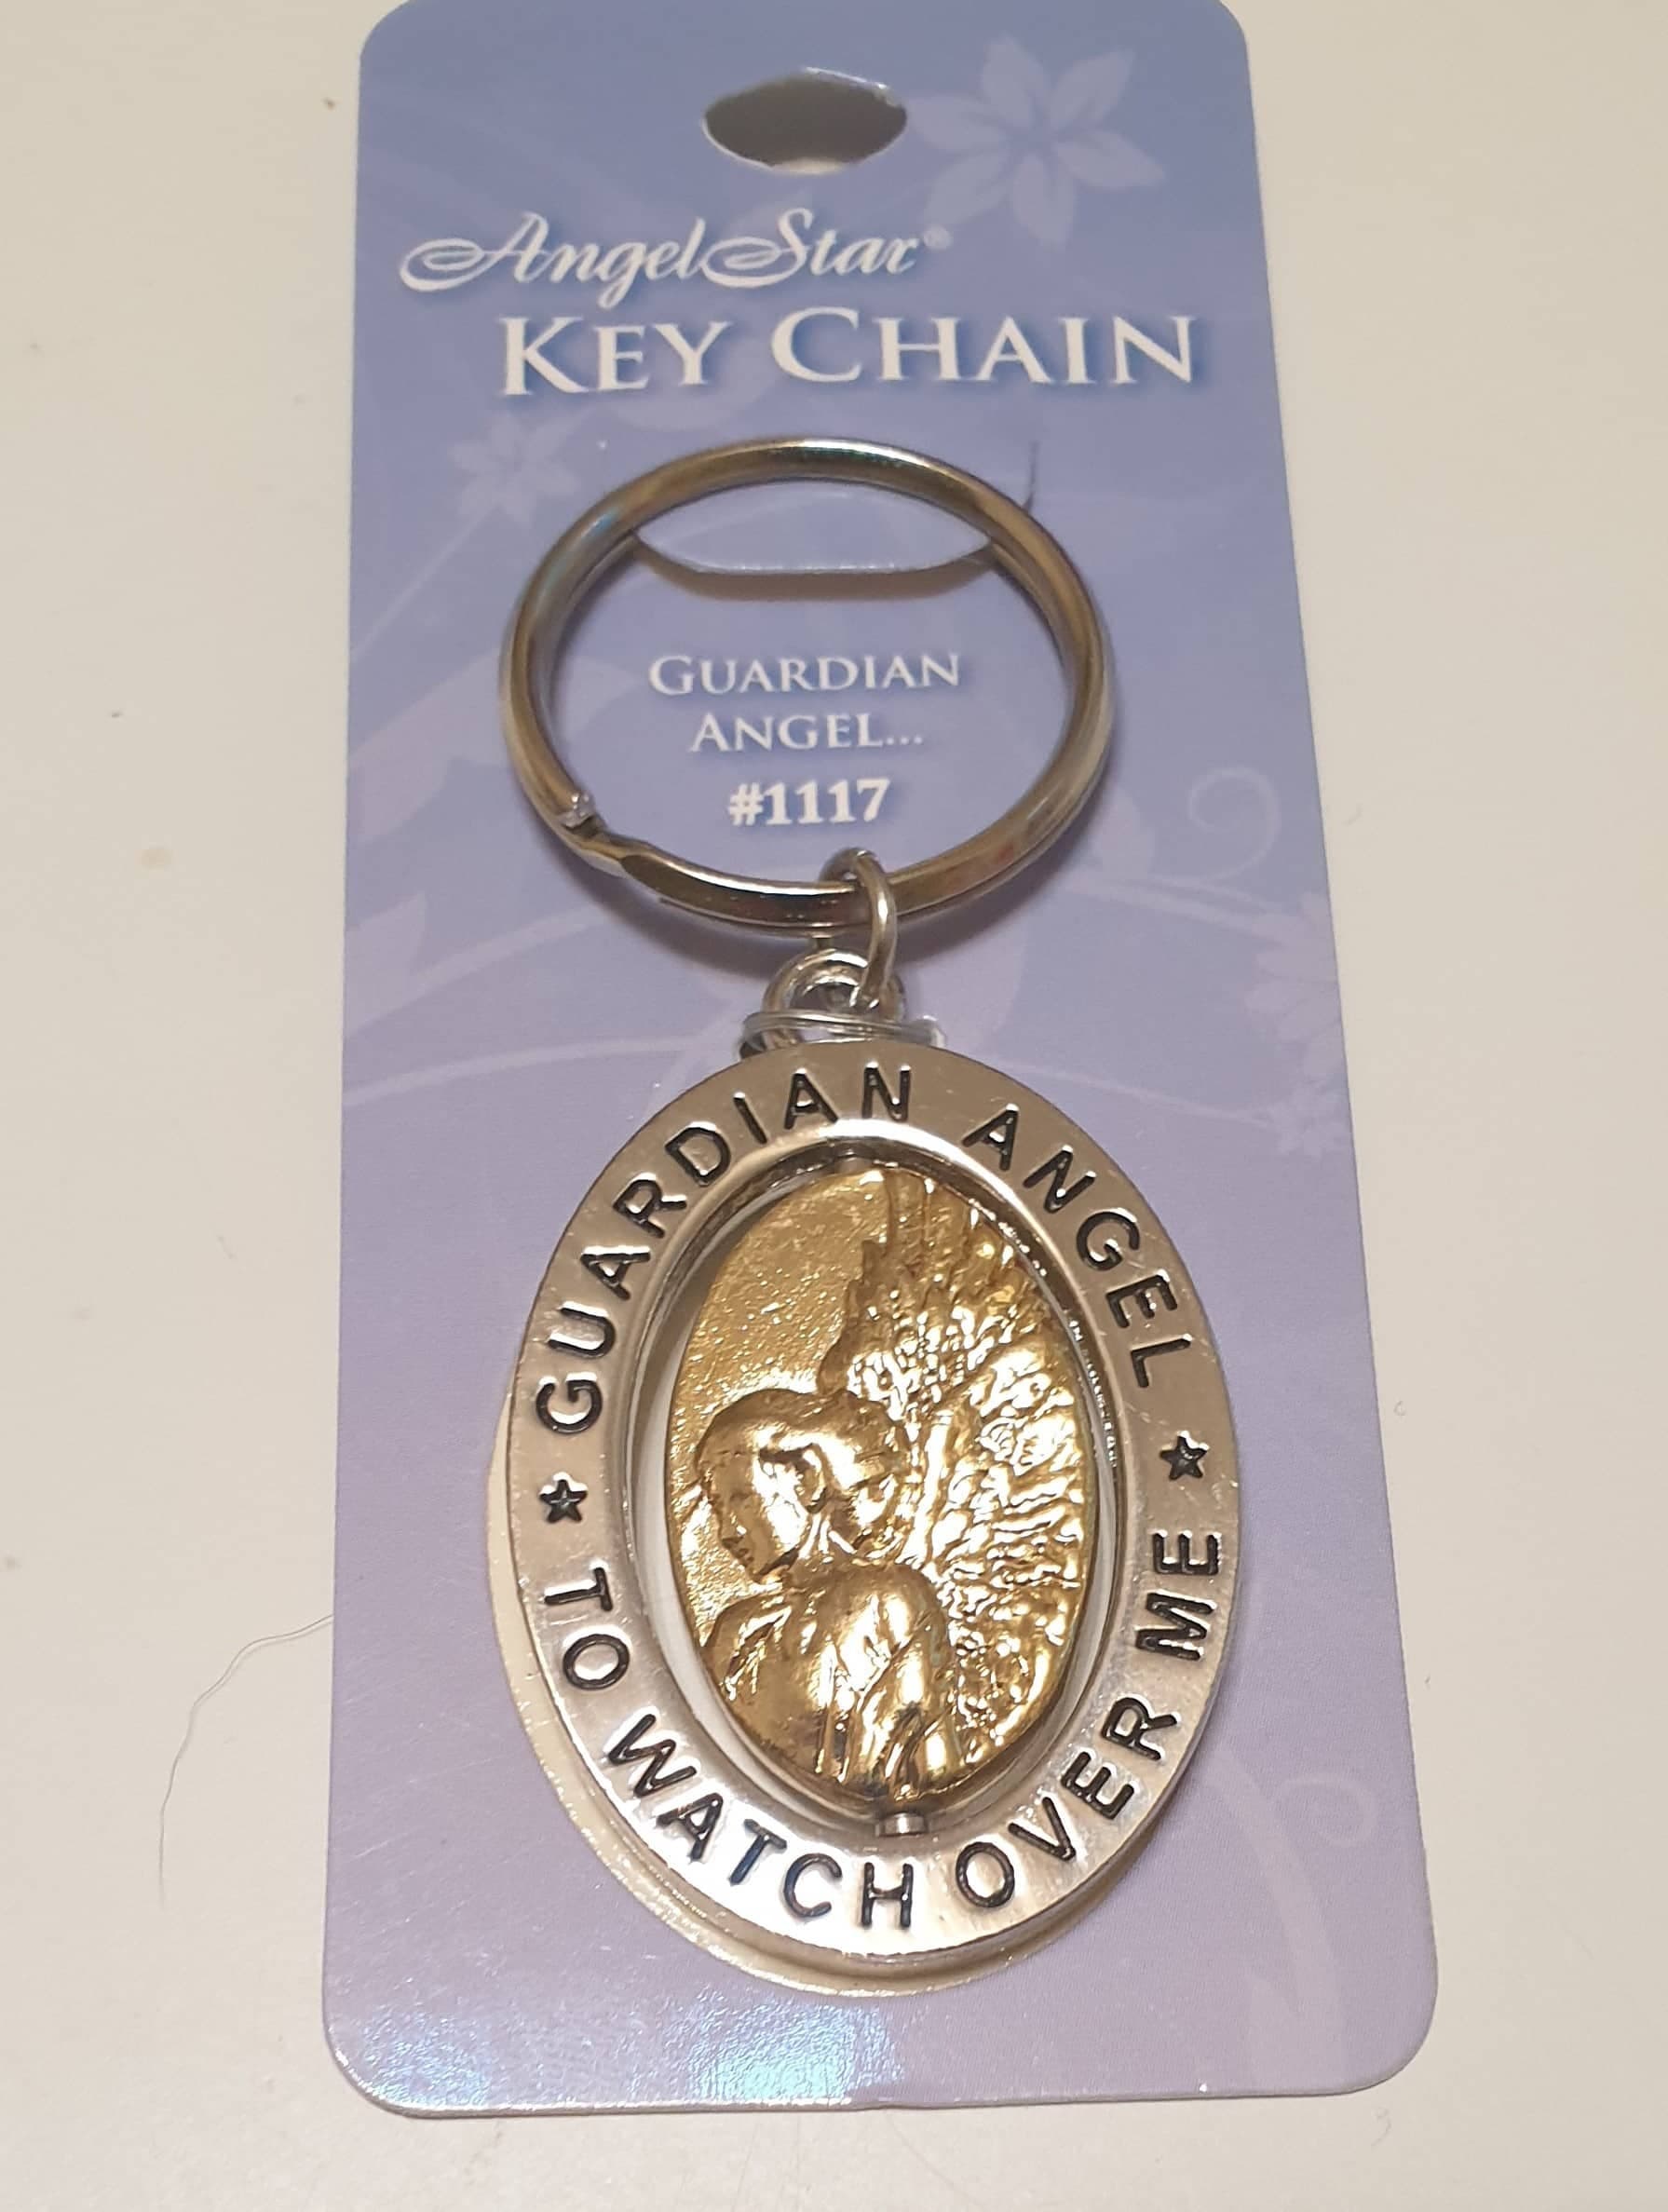 AngelStar®
KEY CHAIN
GUARDIAN
ANGEL...
#1117
GUARDIAN ANGEL
★ TO WATCH OVER ME ★